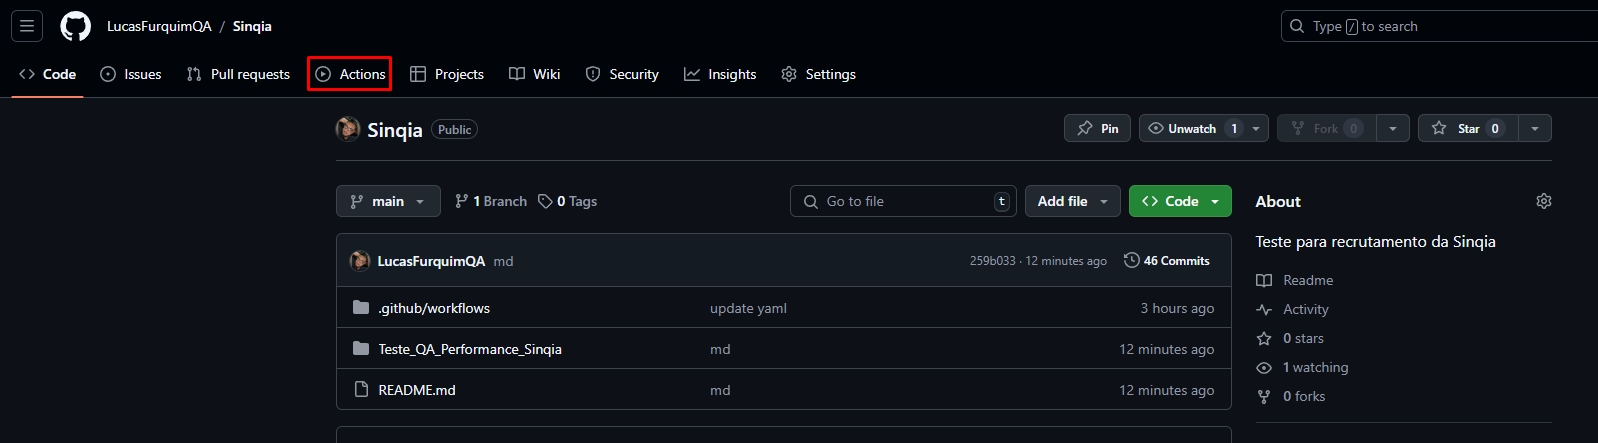 LucasFurquimQA / Sinqia
Type / to search
Code Issues Pull requests Actions Projects Wiki Security Insights Settings
Sinqia Public
Pin Unwatch 1 Fork 0 Star 0
main 1 Branch 0 Tags Go to file t Add file Code
About
Teste para recrutamento da Sinqia
LucasFurquimQA md 259b033 · 12 minutes ago 46 Commits
.github/workflows update yaml 3 hours ago
Teste_QA_Performance_Sinqia md 12 minutes ago
README.md md 12 minutes ago
Readme
Activity
0 stars
1 watching
0 forks